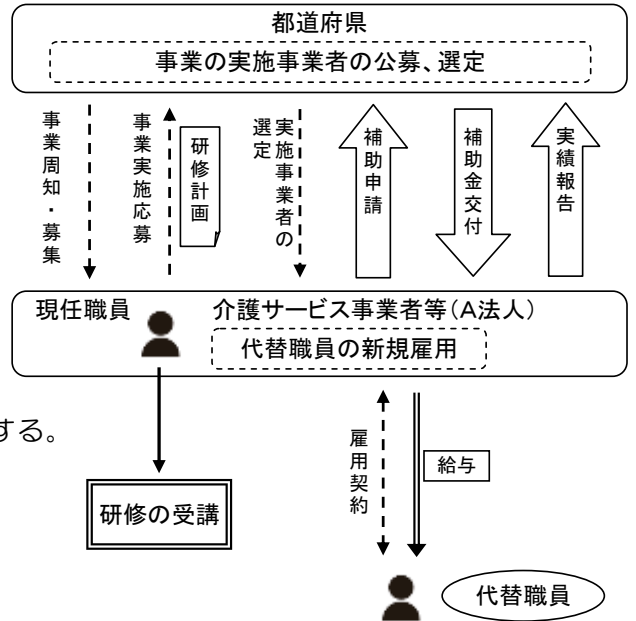 都道府県
事業の実施事業者の公募、選定
事業周知・募集
事業実施応募
研修計画
実施事業者の
選定
補助申請
補助金交付
実績報告
現任職員
介護サービス事業者等(A法人)
代替職員の新規雇用
する。
雇用契約
給与
研修の受講
代替職員